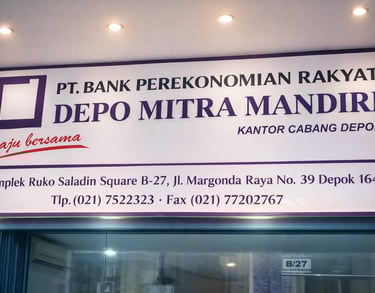 PT. BANK PEREKONOMIAN RAKYAT
DEPO MITRA MANDIRI
aju bersama
KANTOR CABANG DEPO
mplek Ruko Saladin Square B-27, Jl. Margonda Raya No. 39 Depok 164
Tlp. (021) 7522323 · Fax (021) 77202767
B/27